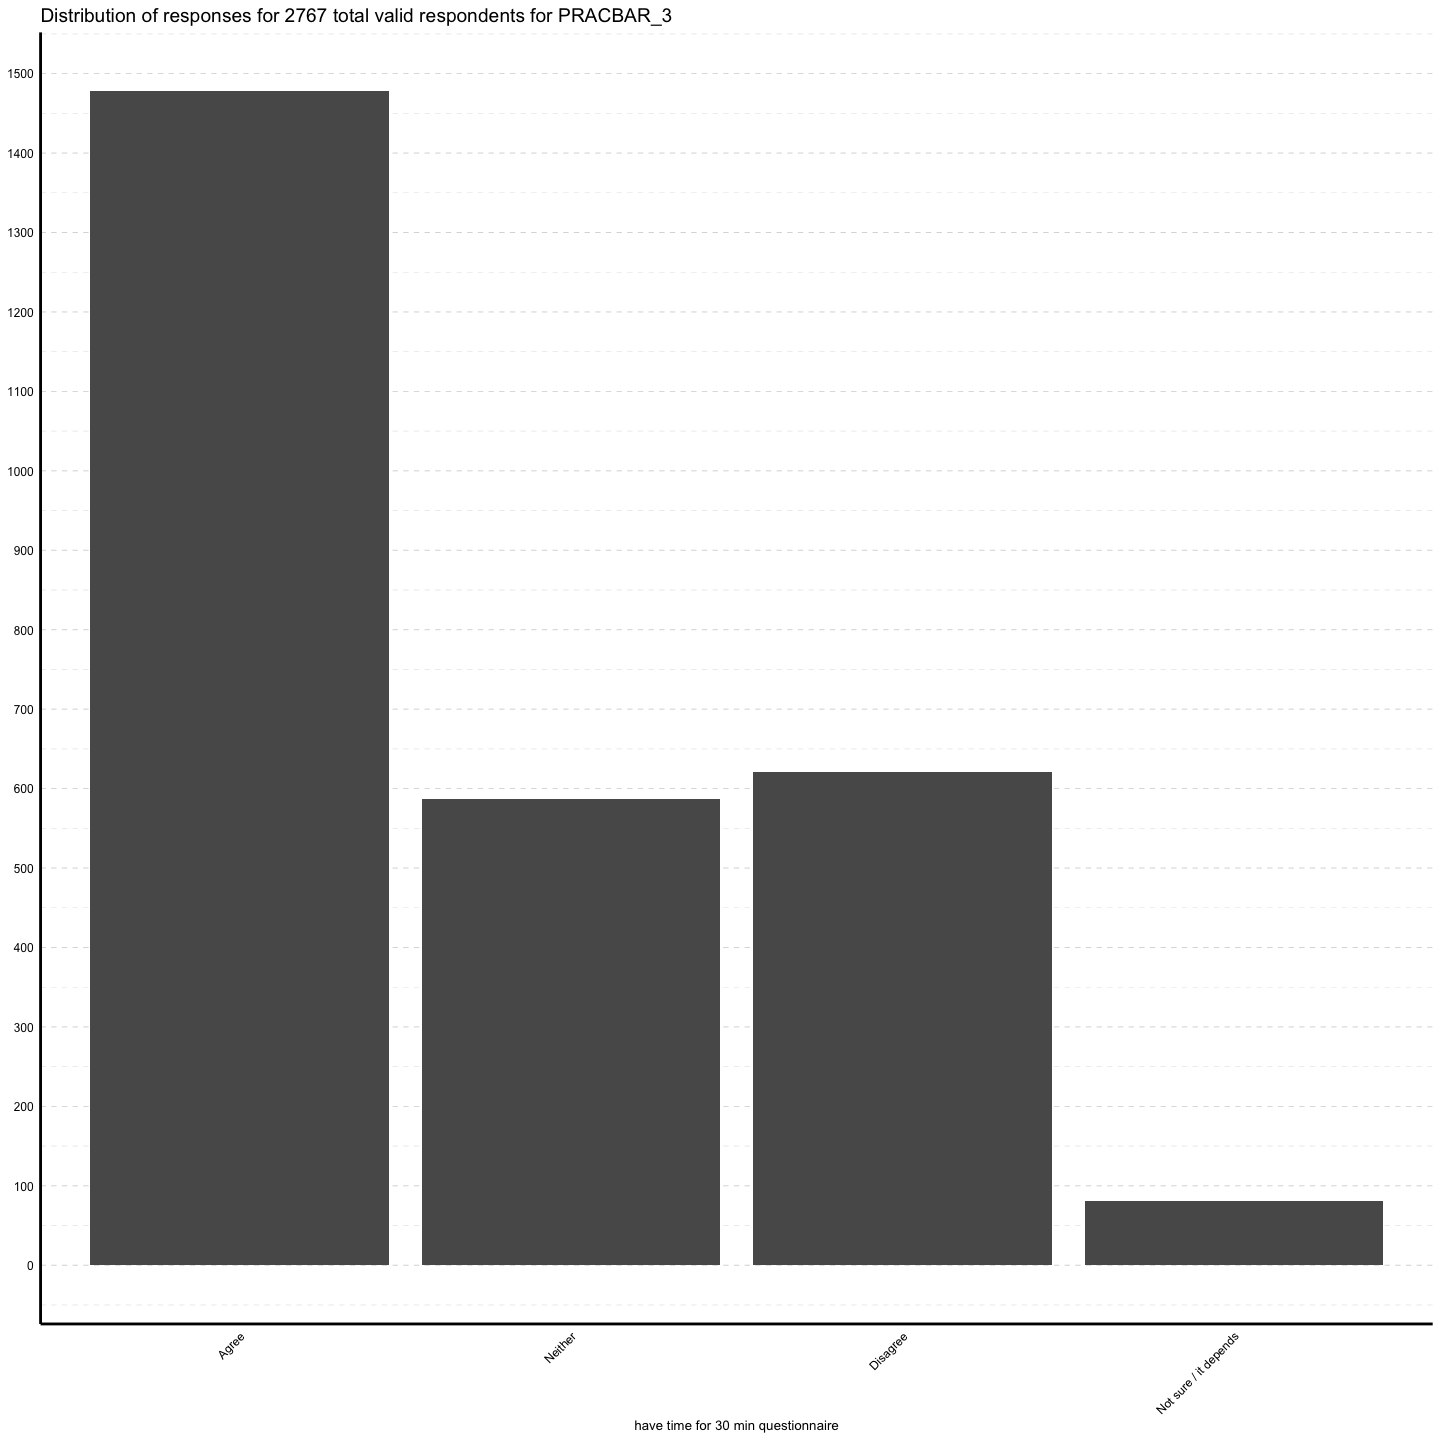 Distribution of responses for 2767 total valid respondents for PRACBAR_3
1500
1400
1300
1200
1100
1000
900
800
700
600
500
400
300
200
100
0
Agree
Neither
Disagree
Not sure / it depends
have time for 30 min questionnaire